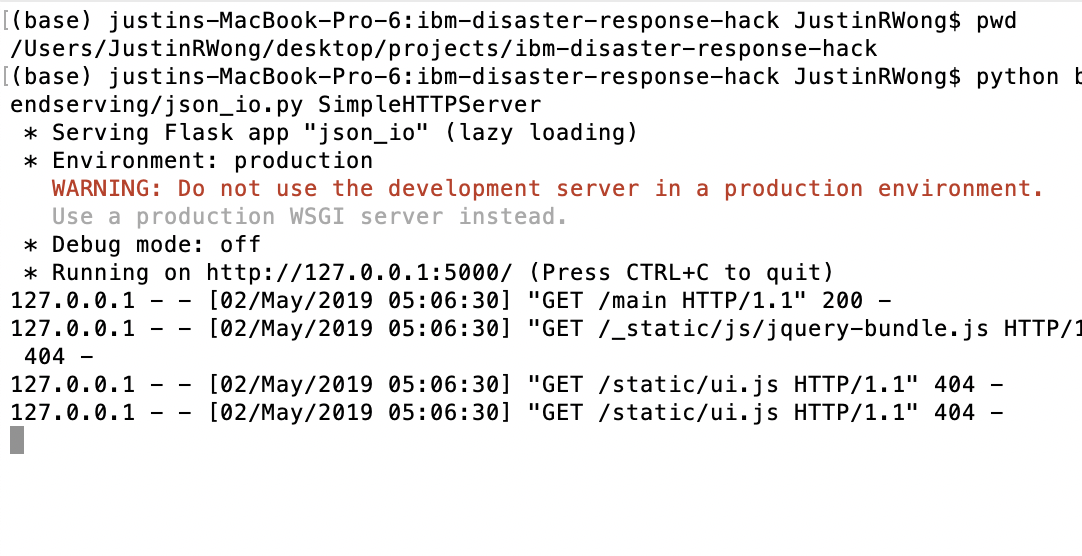 [(base) justins-MacBook-Pro-6:ibm-disaster-response-hack JustinRWong$ pwd
/Users/JustinRWong/desktop/projects/ibm-disaster-response-hack
[(base) justins-MacBook-Pro-6:ibm-disaster-response-hack JustinRWong$ python b
endserving/json_io.py SimpleHTTPServer
 * Serving Flask app "json_io" (lazy loading)
 * Environment: production
   WARNING: Do not use the development server in a production environment.
   Use a production WSGI server instead.
 * Debug mode: off
 * Running on http://127.0.0.1:5000/ (Press CTRL+C to quit)
127.0.0.1 - - [02/May/2019 05:06:30] "GET /main HTTP/1.1" 200 -
127.0.0.1 - - [02/May/2019 05:06:30] "GET /_static/js/jquery-bundle.js HTTP/1
 404 -
127.0.0.1 - - [02/May/2019 05:06:30] "GET /static/ui.js HTTP/1.1" 404 -
127.0.0.1 - - [02/May/2019 05:06:30] "GET /static/ui.js HTTP/1.1" 404 -